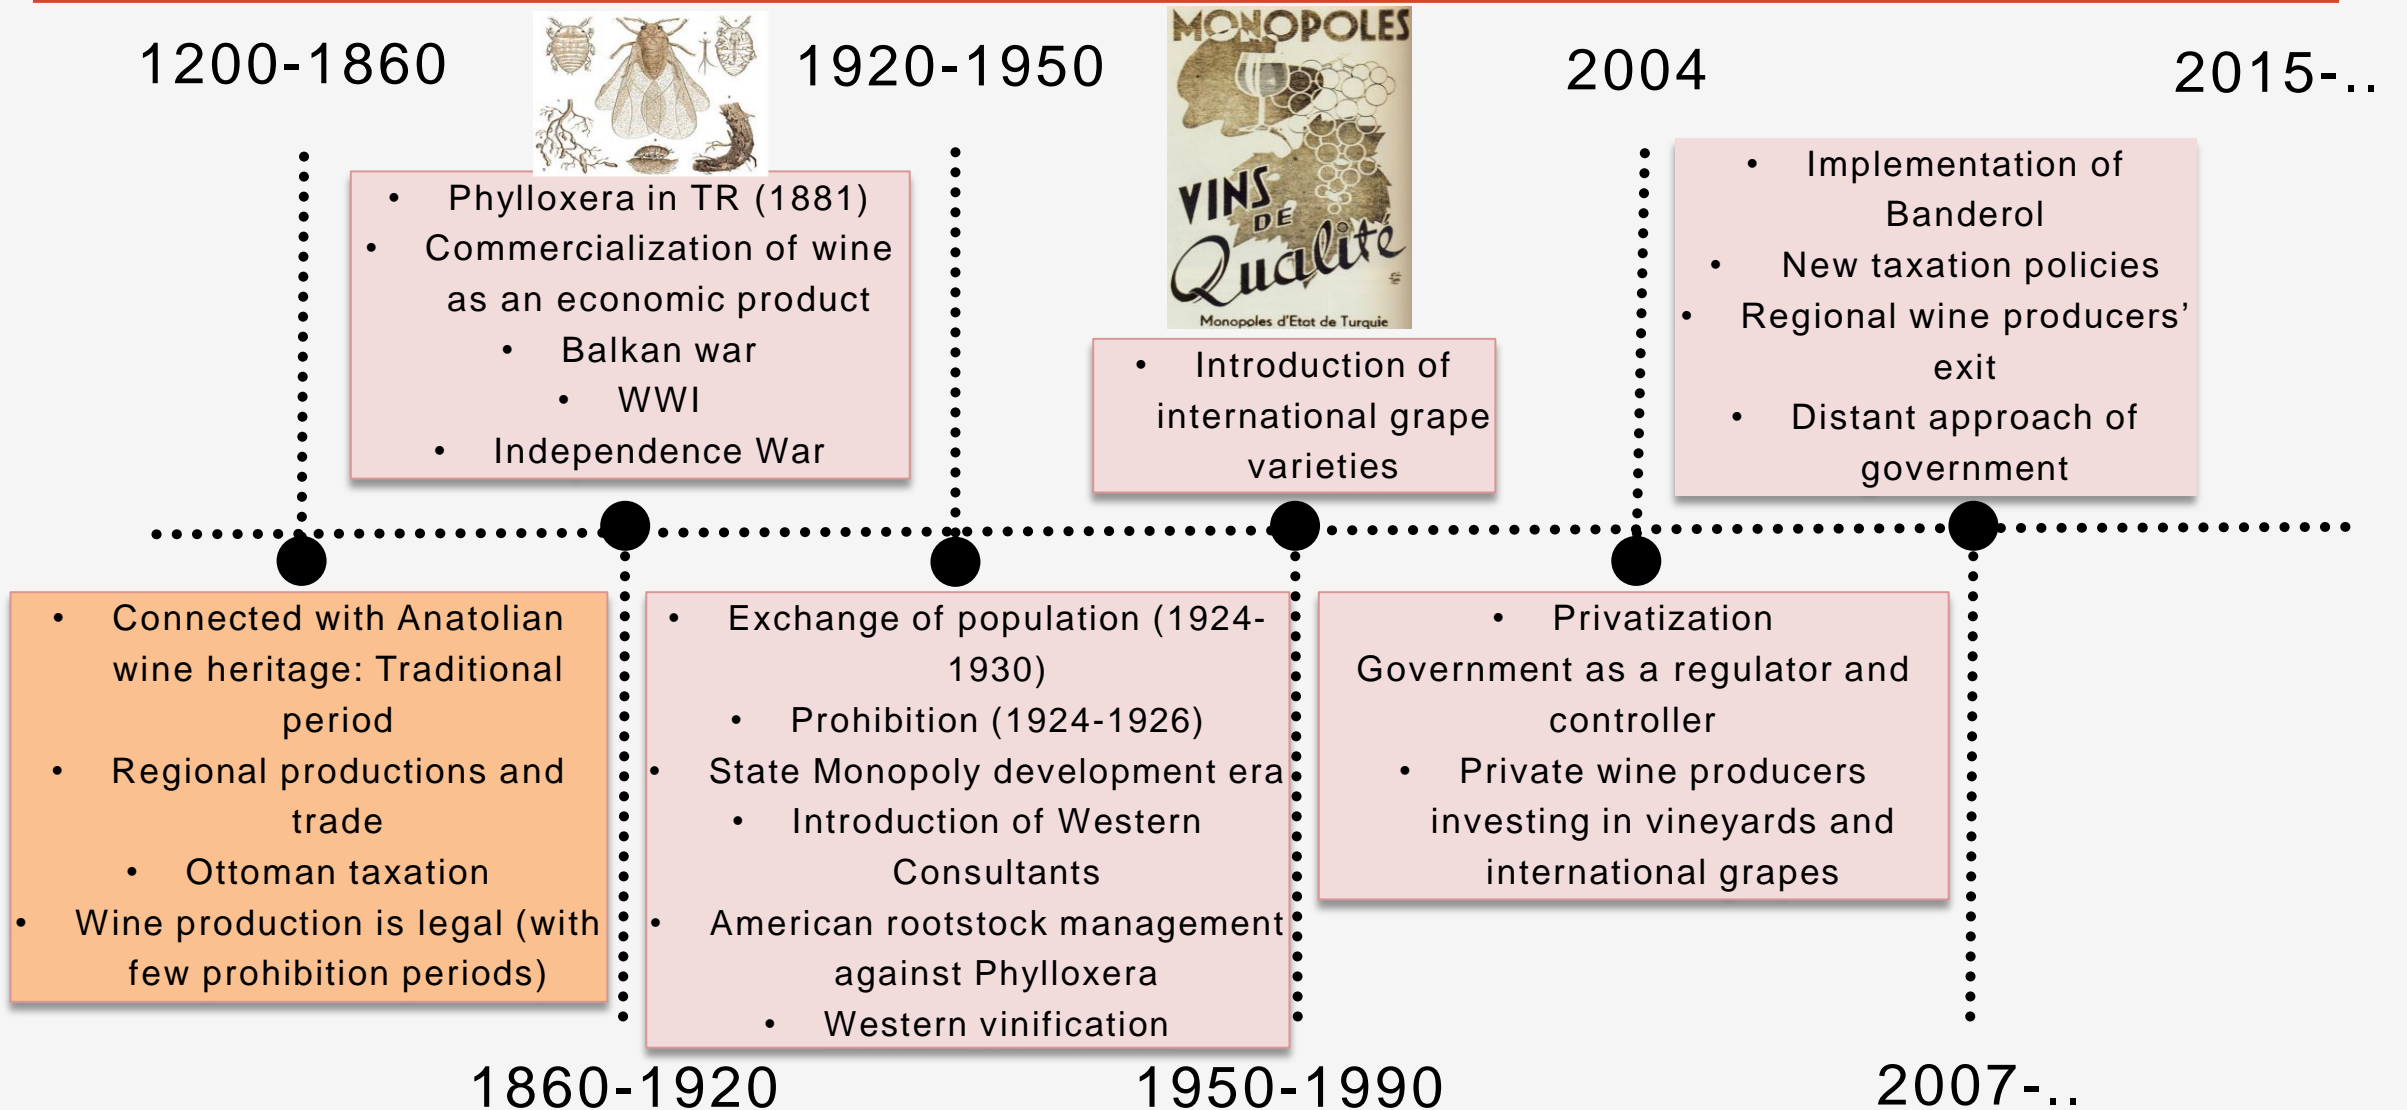 1200-1860
1920-1950
2004
2015-..
MONOPOLES
VINS
DE
Qualité
Monopoles d'Etat de Turquie
• Phylloxera in TR (1881)
• Commercialization of wine
as an economic product
• Balkan war
• WWI
• Independence War
• Introduction of
international grape
varieties
• Implementation of
Banderol
• New taxation policies
• Regional wine producers’
exit
• Distant approach of
government
• Connected with Anatolian
wine heritage: Traditional
period
• Regional productions and
trade
• Ottoman taxation
• Wine production is legal (with
few prohibition periods)
• Exchange of population (1924-
1930)
• Prohibition (1924-1926)
• State Monopoly development era
• Introduction of Western
Consultants
• American rootstock management
against Phylloxera
• Western vinification
• Privatization
Government as a regulator and
controller
• Private wine producers
investing in vineyards and
international grapes
1860-1920
1950-1990
2007-..